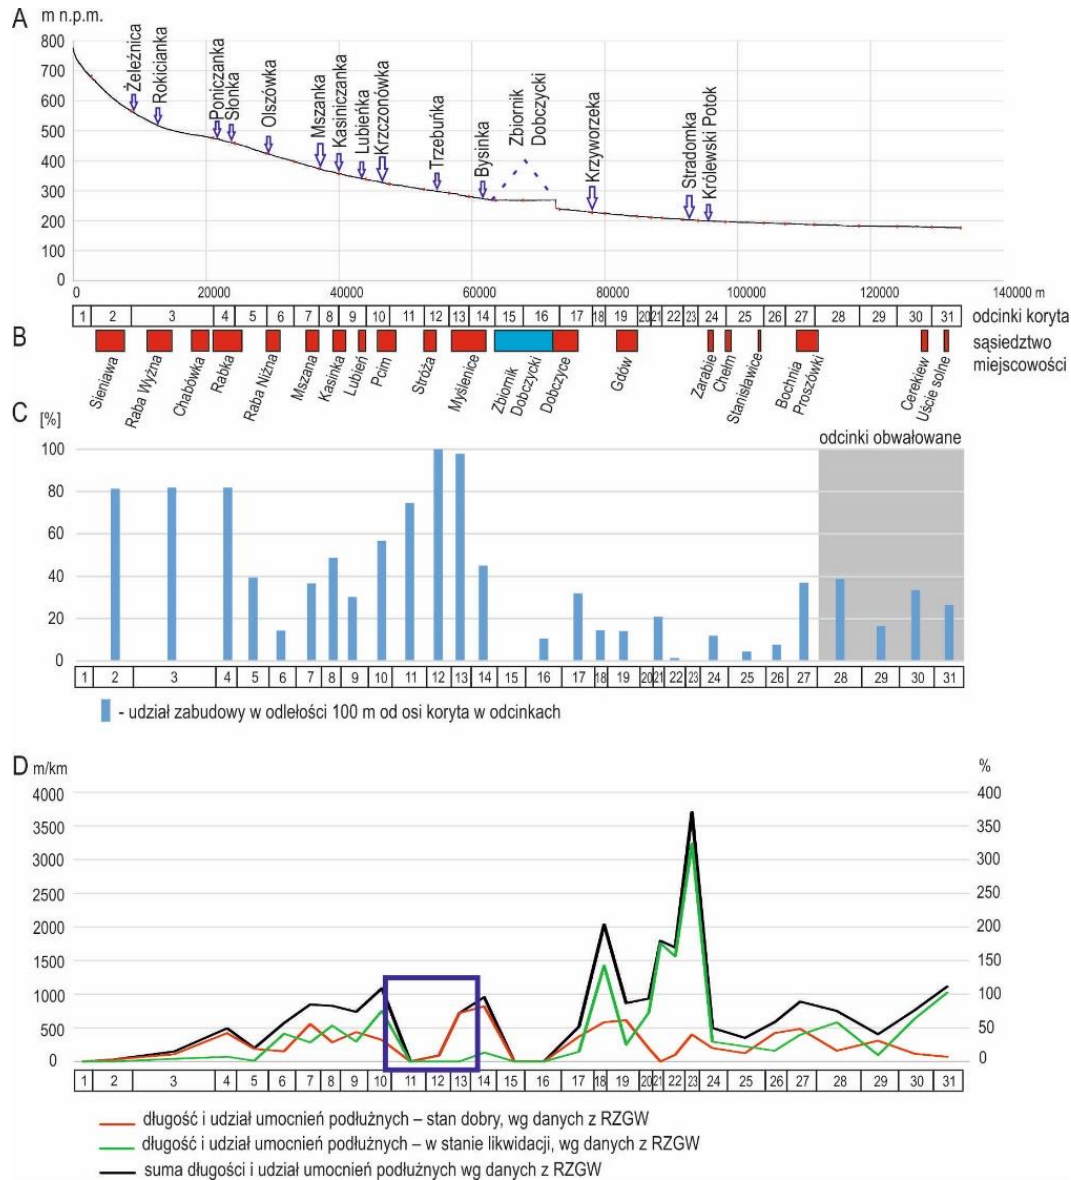 A m n.p.m.
800
700
600
500
400
300
200
100
0
Żeleźnica
Rokicianka
Poniczanka
Słonka
Olszówka
Mszanka
Kasiniczanka
Lubieńka
Krzczonówka
Trzebuńka
Bysinka
Zbiornik
Dobczycki
Krzyworzeka
Stradomka
Królewski Potok
20000 40000 60000 80000 100000 120000 140000 m
1 2 3 4 5 6 7 8 9 10 11 12 13 14 15 16 17 18 19 20 21 22 23 24 25 26 27 28 29 30 31 odcinki koryta
B
sąsiedztwo
miejscowości
Sieniawa
Raba Wyżna
Chabówka
Rabka
Raba Niżna
Mszana
Kasinka
Lubień
Pcim
Stróża
Myślenice
Zbiornik
Dobczycki
Dobczyce
Gdów
Zarabie
Chełm
Stanisławice
Bochnia
Proszówki
Cerekiew
Uście solne
C [%]
odcinki obwałowane
100
80
60
40
20
0
1 2 3 4 5 6 7 8 9 10 11 12 13 14 15 16 17 18 19 20 21 22 23 24 25 26 27 28 29 30 31
- udział zabudowy w odlełości 100 m od osi koryta w odcinkach
D m/km
%
4000 400
3500 350
3000 300
2500 250
2000 200
1500 150
1000 100
500 50
0 0
1 2 3 4 5 6 7 8 9 10 11 12 13 14 15 16 17 18 19 20 21 22 23 24 25 26 27 28 29 30 31
długość i udział umocnień podłużnych – stan dobry, wg danych z RZGW
długość i udział umocnień podłużnych – w stanie likwidacji, wg danych z RZGW
suma długości i udział umocnień podłużnych wg danych z RZGW